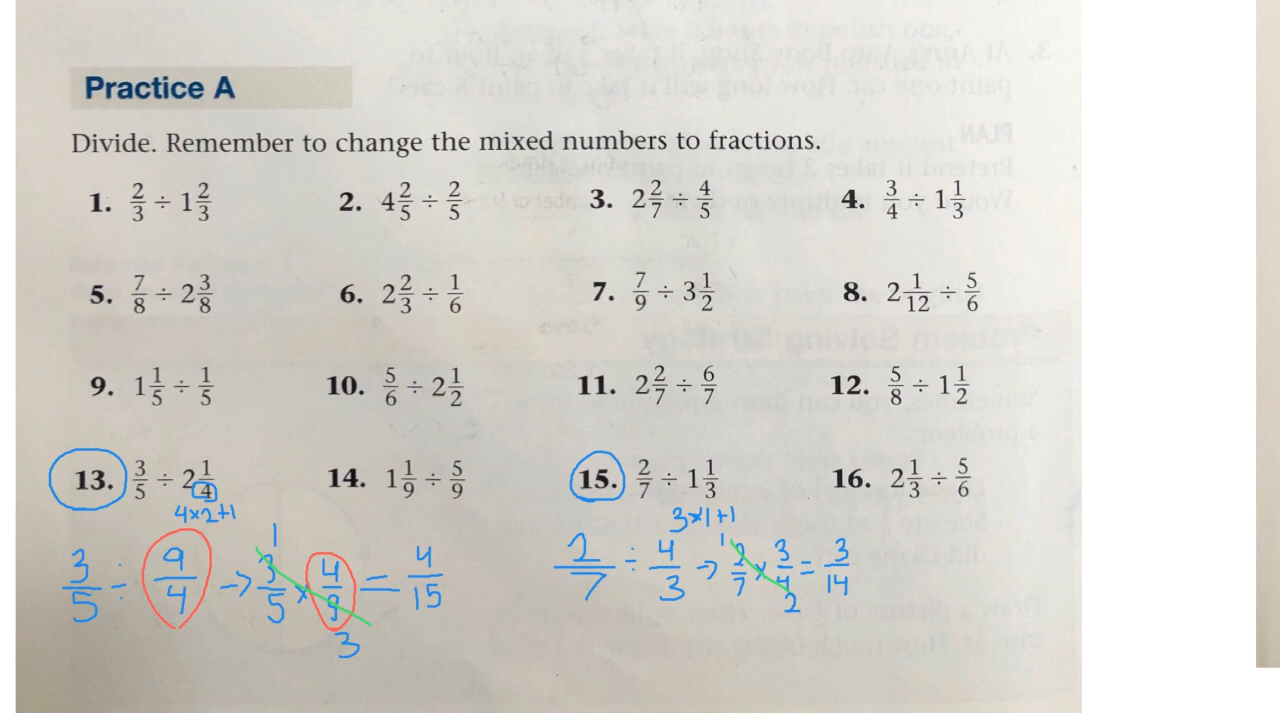 Practice A
Divide. Remember to change the mixed numbers to fractions.
1. 2/3 ÷ 1 2/3 2. 4 2/5 ÷ 2/5 3. 2 2/7 ÷ 4/5 4. 3/4 ÷ 1 1/3
5. 7/8 ÷ 2 3/8 6. 2 2/3 ÷ 1/6 7. 7/9 ÷ 3 1/2 8. 2 1/12 ÷ 5/6
9. 1 1/5 ÷ 1/5 10. 5/6 ÷ 2 1/2 11. 2 2/7 ÷ 6/7 12. 5/8 ÷ 1 1/2
13. 3/5 ÷ 2 1/4 14. 1 1/9 ÷ 5/9 15. 2/7 ÷ 1 1/3 16. 2 1/3 ÷ 5/6
4×2+1 3×1+1
1 1
3/5 ÷ 9/4 → 3/5 × 4/9 = 4/15 2/7 ÷ 4/3 → 2/7 × 3/4 = 3/14
3 2